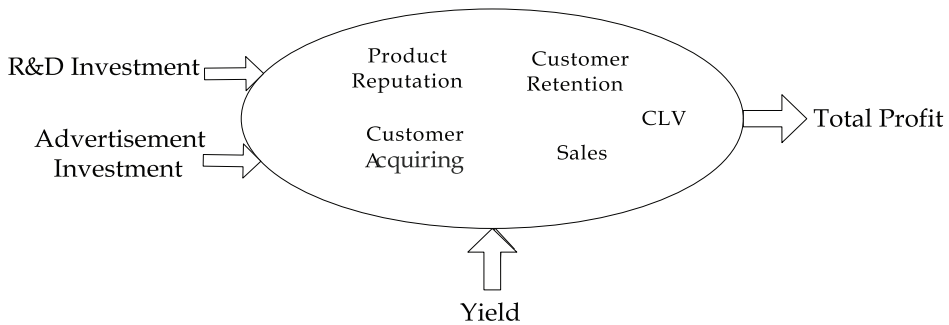 R&D Investment
Advertisement
Investment
Product
Reputation
Customer
Retention
CLV
Customer
Acquiring
Sales
Total Profit
Yield